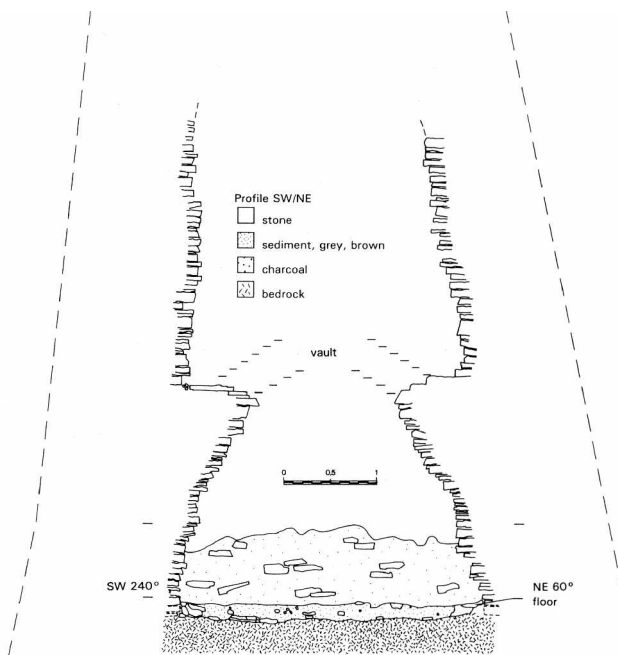 Profile SW/NE
stone
sediment, grey, brown
charcoal
bedrock
vault
0 0,5 1
SW 240°
NE 60°
floor